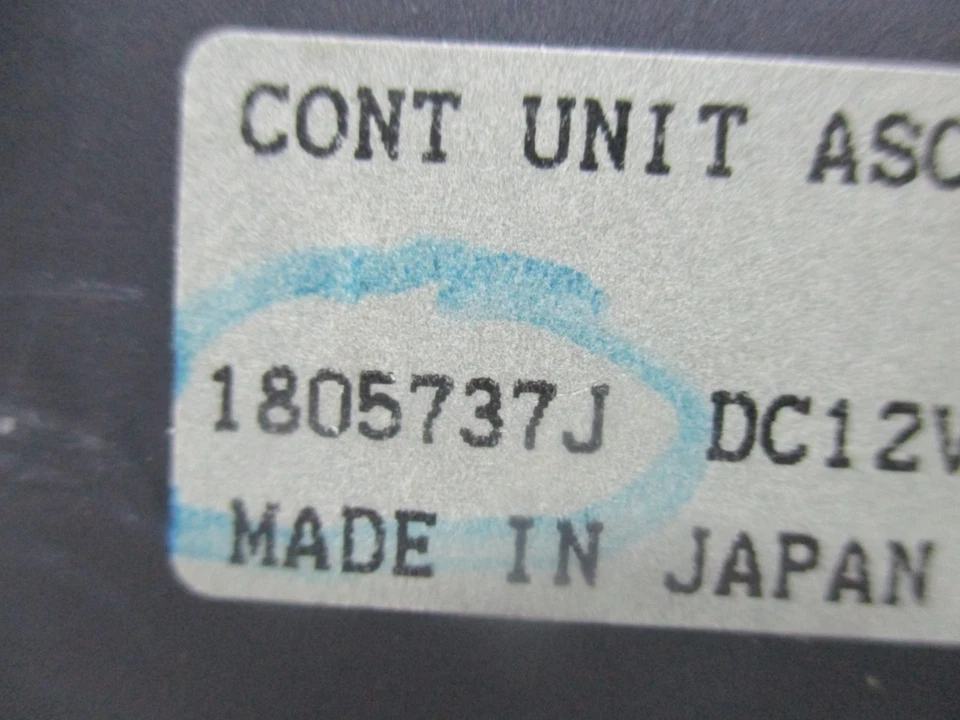 CONT UNIT ASC
1805737J DC12V
MADE IN JAPAN